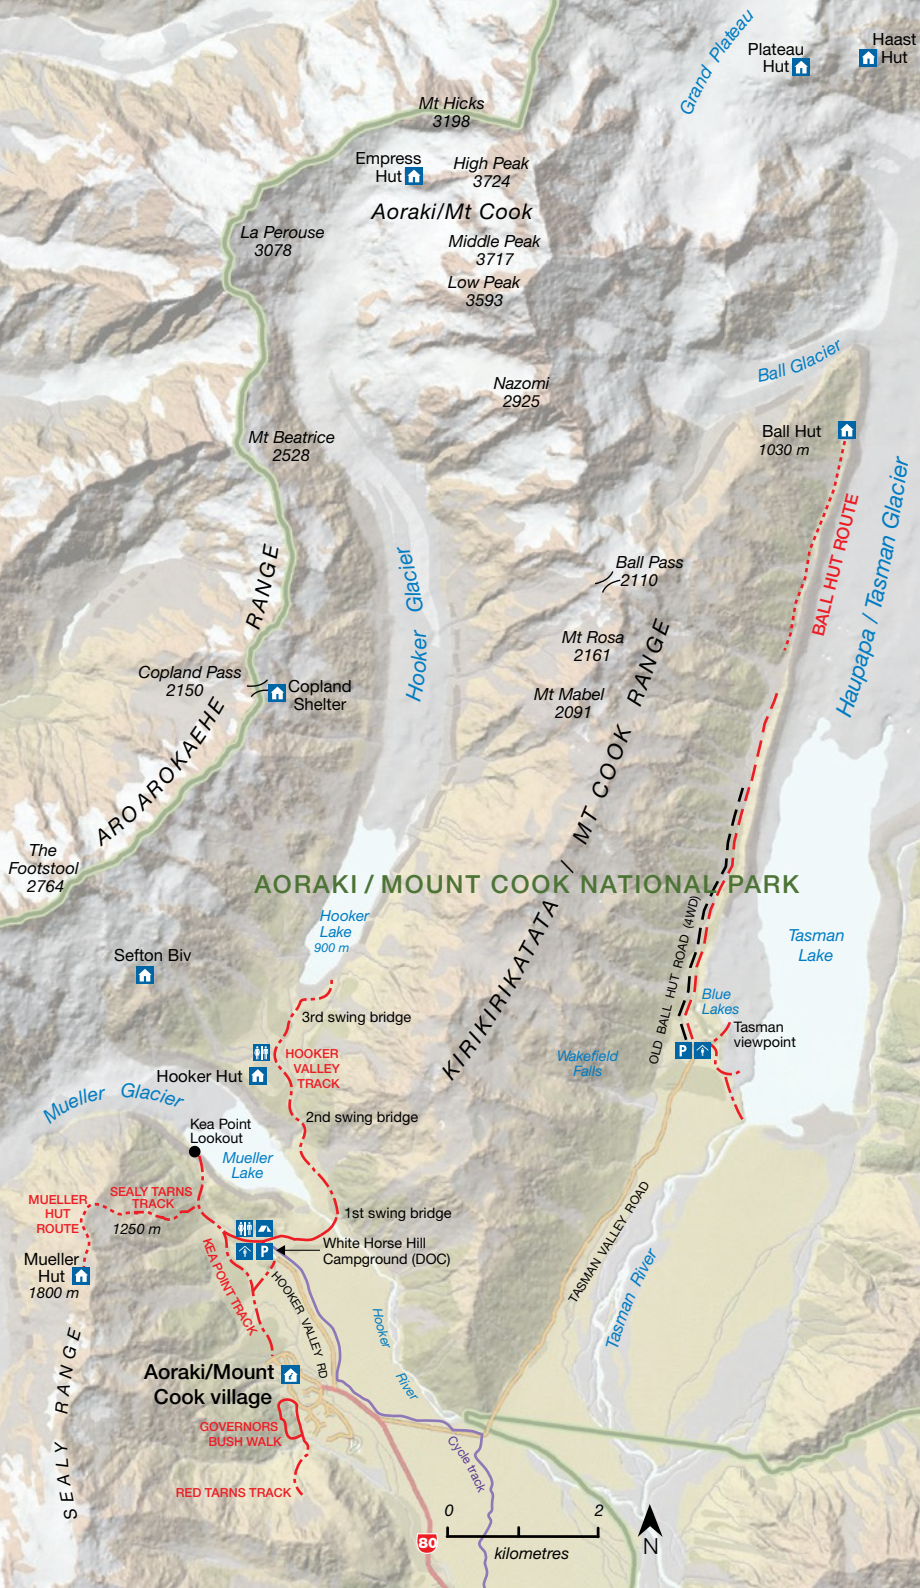 Grand Plateau
Plateau
Hut
Haast
Hut
Mt Hicks
3198
Empress
Hut
High Peak
3724
Aoraki/Mt Cook
La Perouse
3078
Middle Peak
3717
Low Peak
3593
Ball Glacier
Nazomi
2925
Ball Hut
1030 m
Mt Beatrice
2528
BALL HUT ROUTE
Haupapa / Tasman Glacier
Hooker Glacier
Ball Pass
2110
Mt Rosa
2161
Mt Mabel
2091
Copland Pass
2150
Copland
Shelter
AROAROKAEHE RANGE
KIRIKIRIKATATA / MT COOK RANGE
The
Footstool
2764
AORAKI / MOUNT COOK NATIONAL PARK
Hooker
Lake
900 m
Tasman
Lake
Sefton Biv
OLD BALL HUT ROAD (4WD)
Blue
Lakes
3rd swing bridge
Tasman
viewpoint
P
HOOKER
VALLEY
TRACK
Wakefield
Falls
Hooker Hut
Mueller Glacier
2nd swing bridge
Kea Point
Lookout
Mueller
Lake
SEALY TARNS
TRACK
1250 m
MUELLER
HUT
ROUTE
1st swing bridge
P
White Horse Hill
Campground (DOC)
Mueller
Hut
1800 m
KEA POINT TRACK
HOOKER VALLEY RD
TASMAN VALLEY ROAD
Tasman River
Hooker
River
Aoraki/Mount
Cook village
SEALY RANGE
GOVERNORS
BUSH WALK
RED TARNS TRACK
Cycle track
80
0
2
kilometres
N